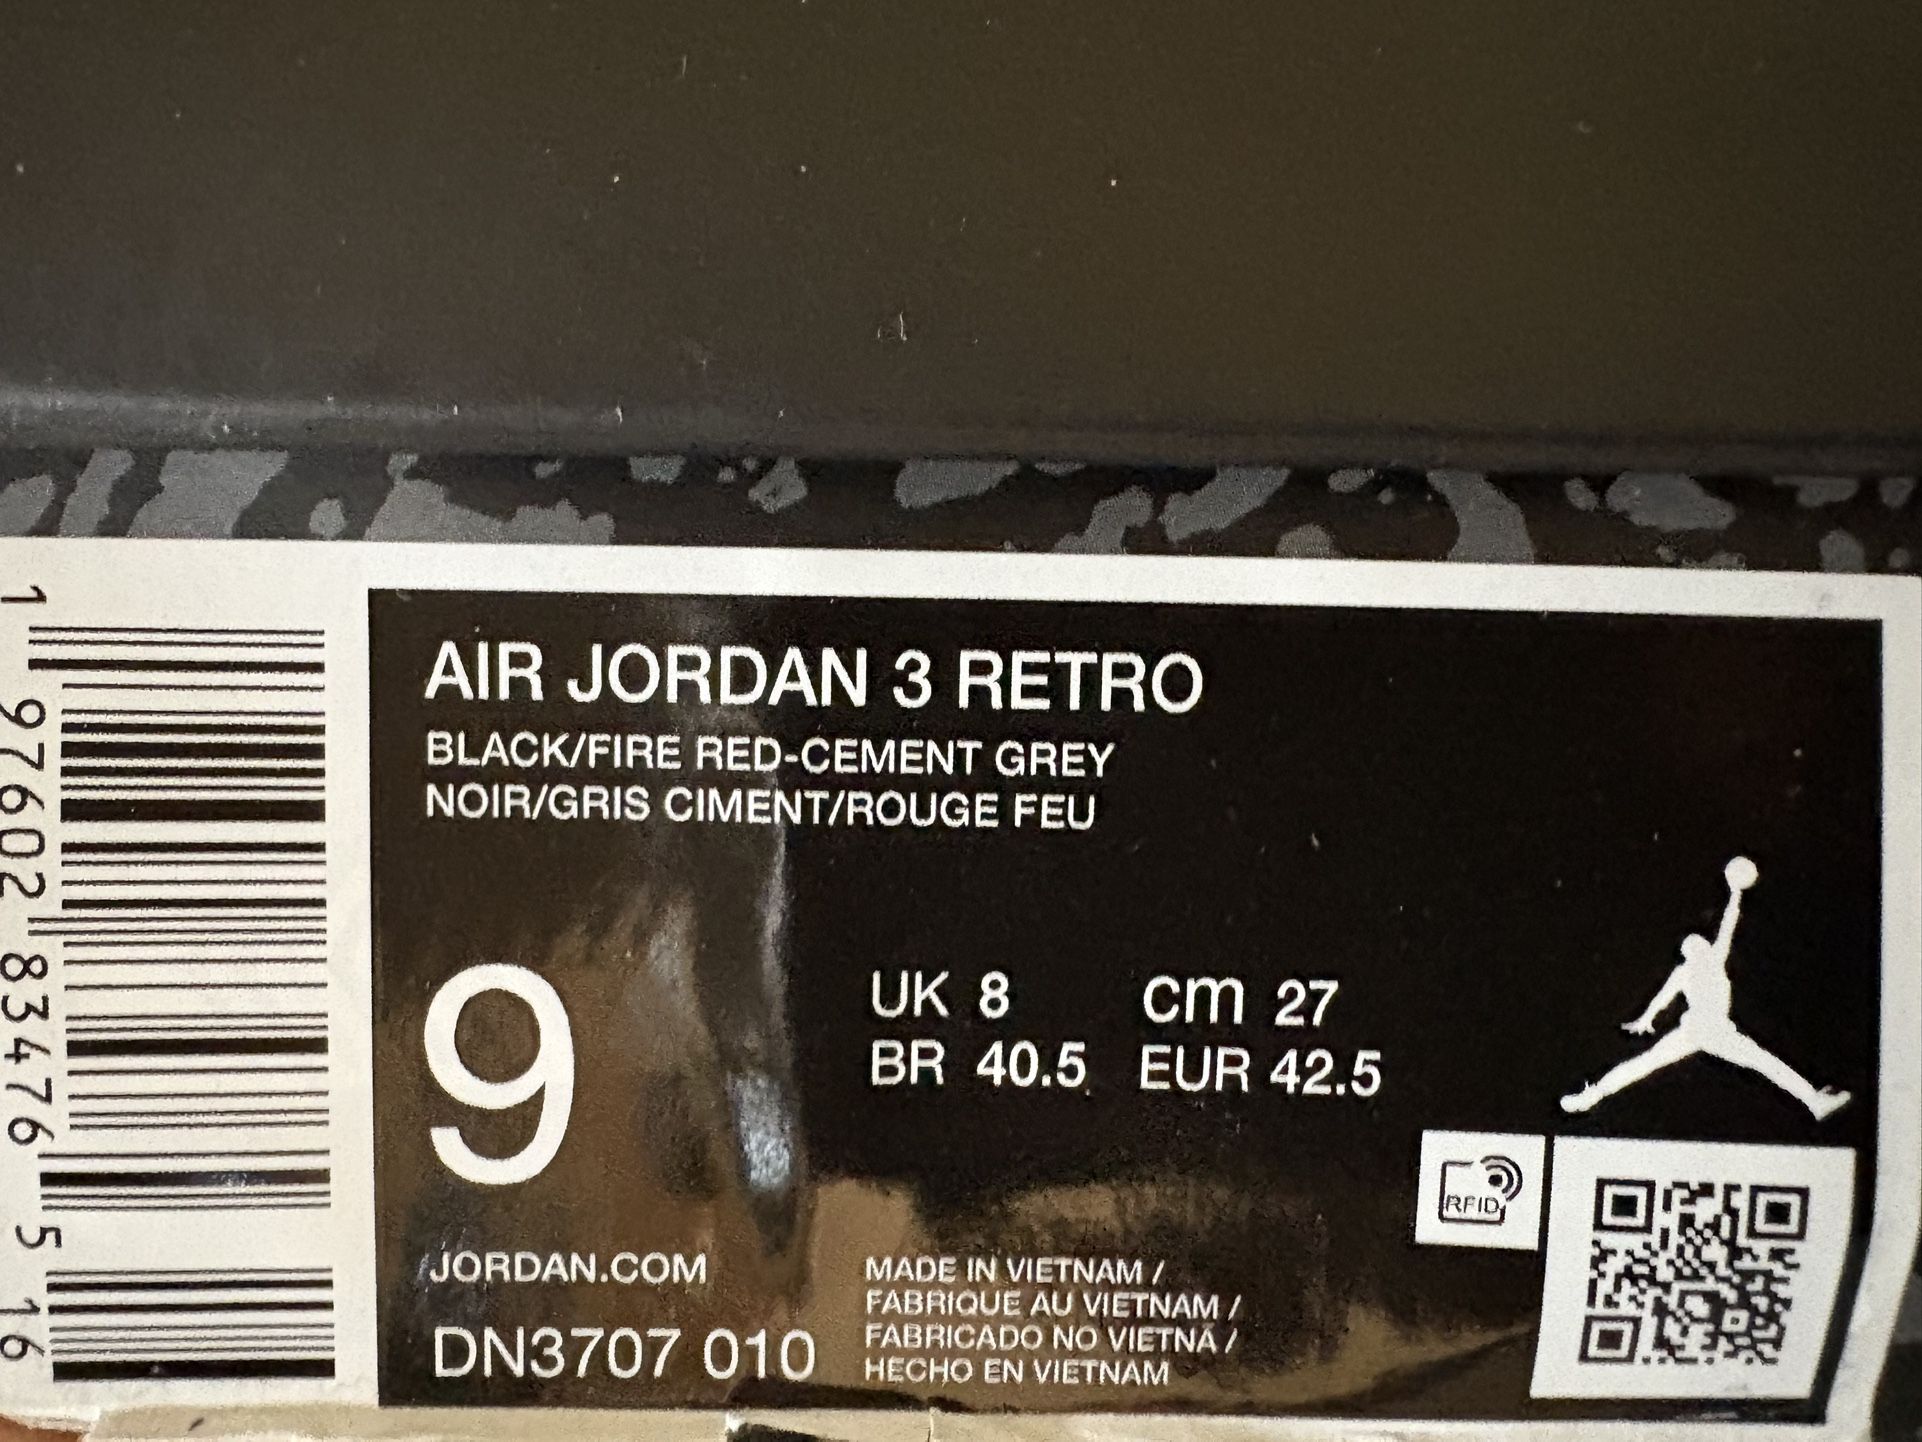 AIR JORDAN 3 RETRO
BLACK/FIRE RED-CEMENT GREY
NOIR/GRIS CIMENT/ROUGE FEU
9
UK 8 cm 27
BR 40.5 EUR 42.5
RFID
JORDAN.COM
DN3707 010
MADE IN VIETNAM /
FABRIQUE AU VIETNAM /
FABRICADO NO VIETNÃ /
HECHO EN VIETNAM
1 97602 83476 5 16